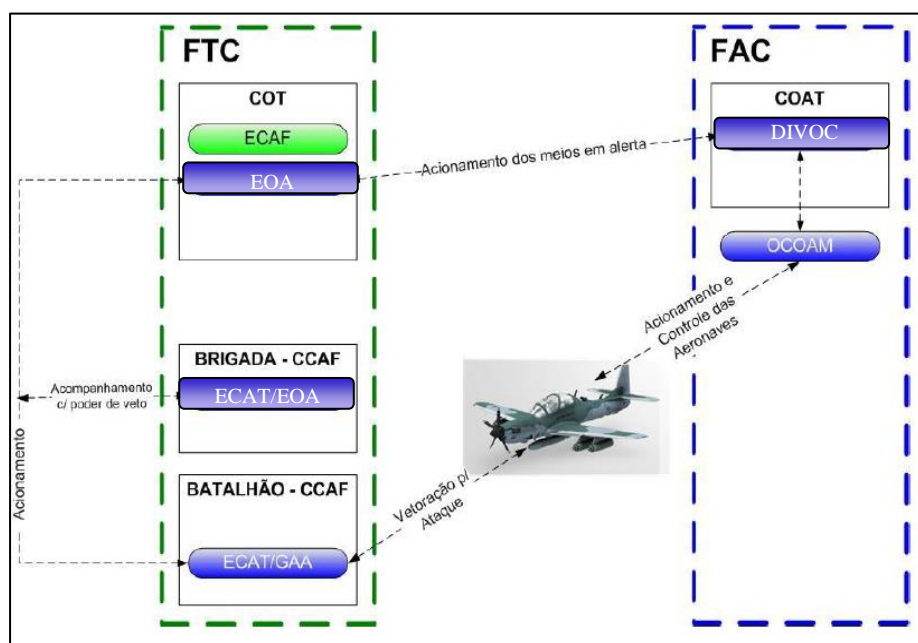 FTC
COT
ECAF
EOA
BRIGADA - CCAF
ECAT/EOA
BATALHÃO - CCAF
ECAT/GAA
Acionamento
Acompanhamento
c/ poder de veto
Acionamento dos meios em alerta
Acionamento e
Controle das
Aeronaves
Vetoração p/
Ataque
FAC
COAT
DIVOC
OCOAM